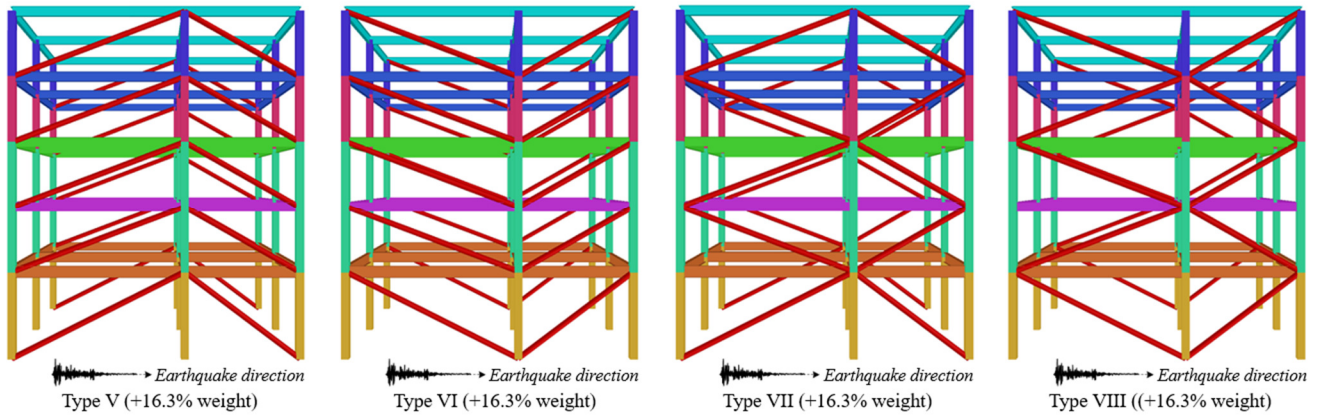 Earthquake direction
Type V (+16.3% weight)
Earthquake direction
Type VI (+16.3% weight)
Earthquake direction
Type VII (+16.3% weight)
Earthquake direction
Type VIII ((+16.3% weight)